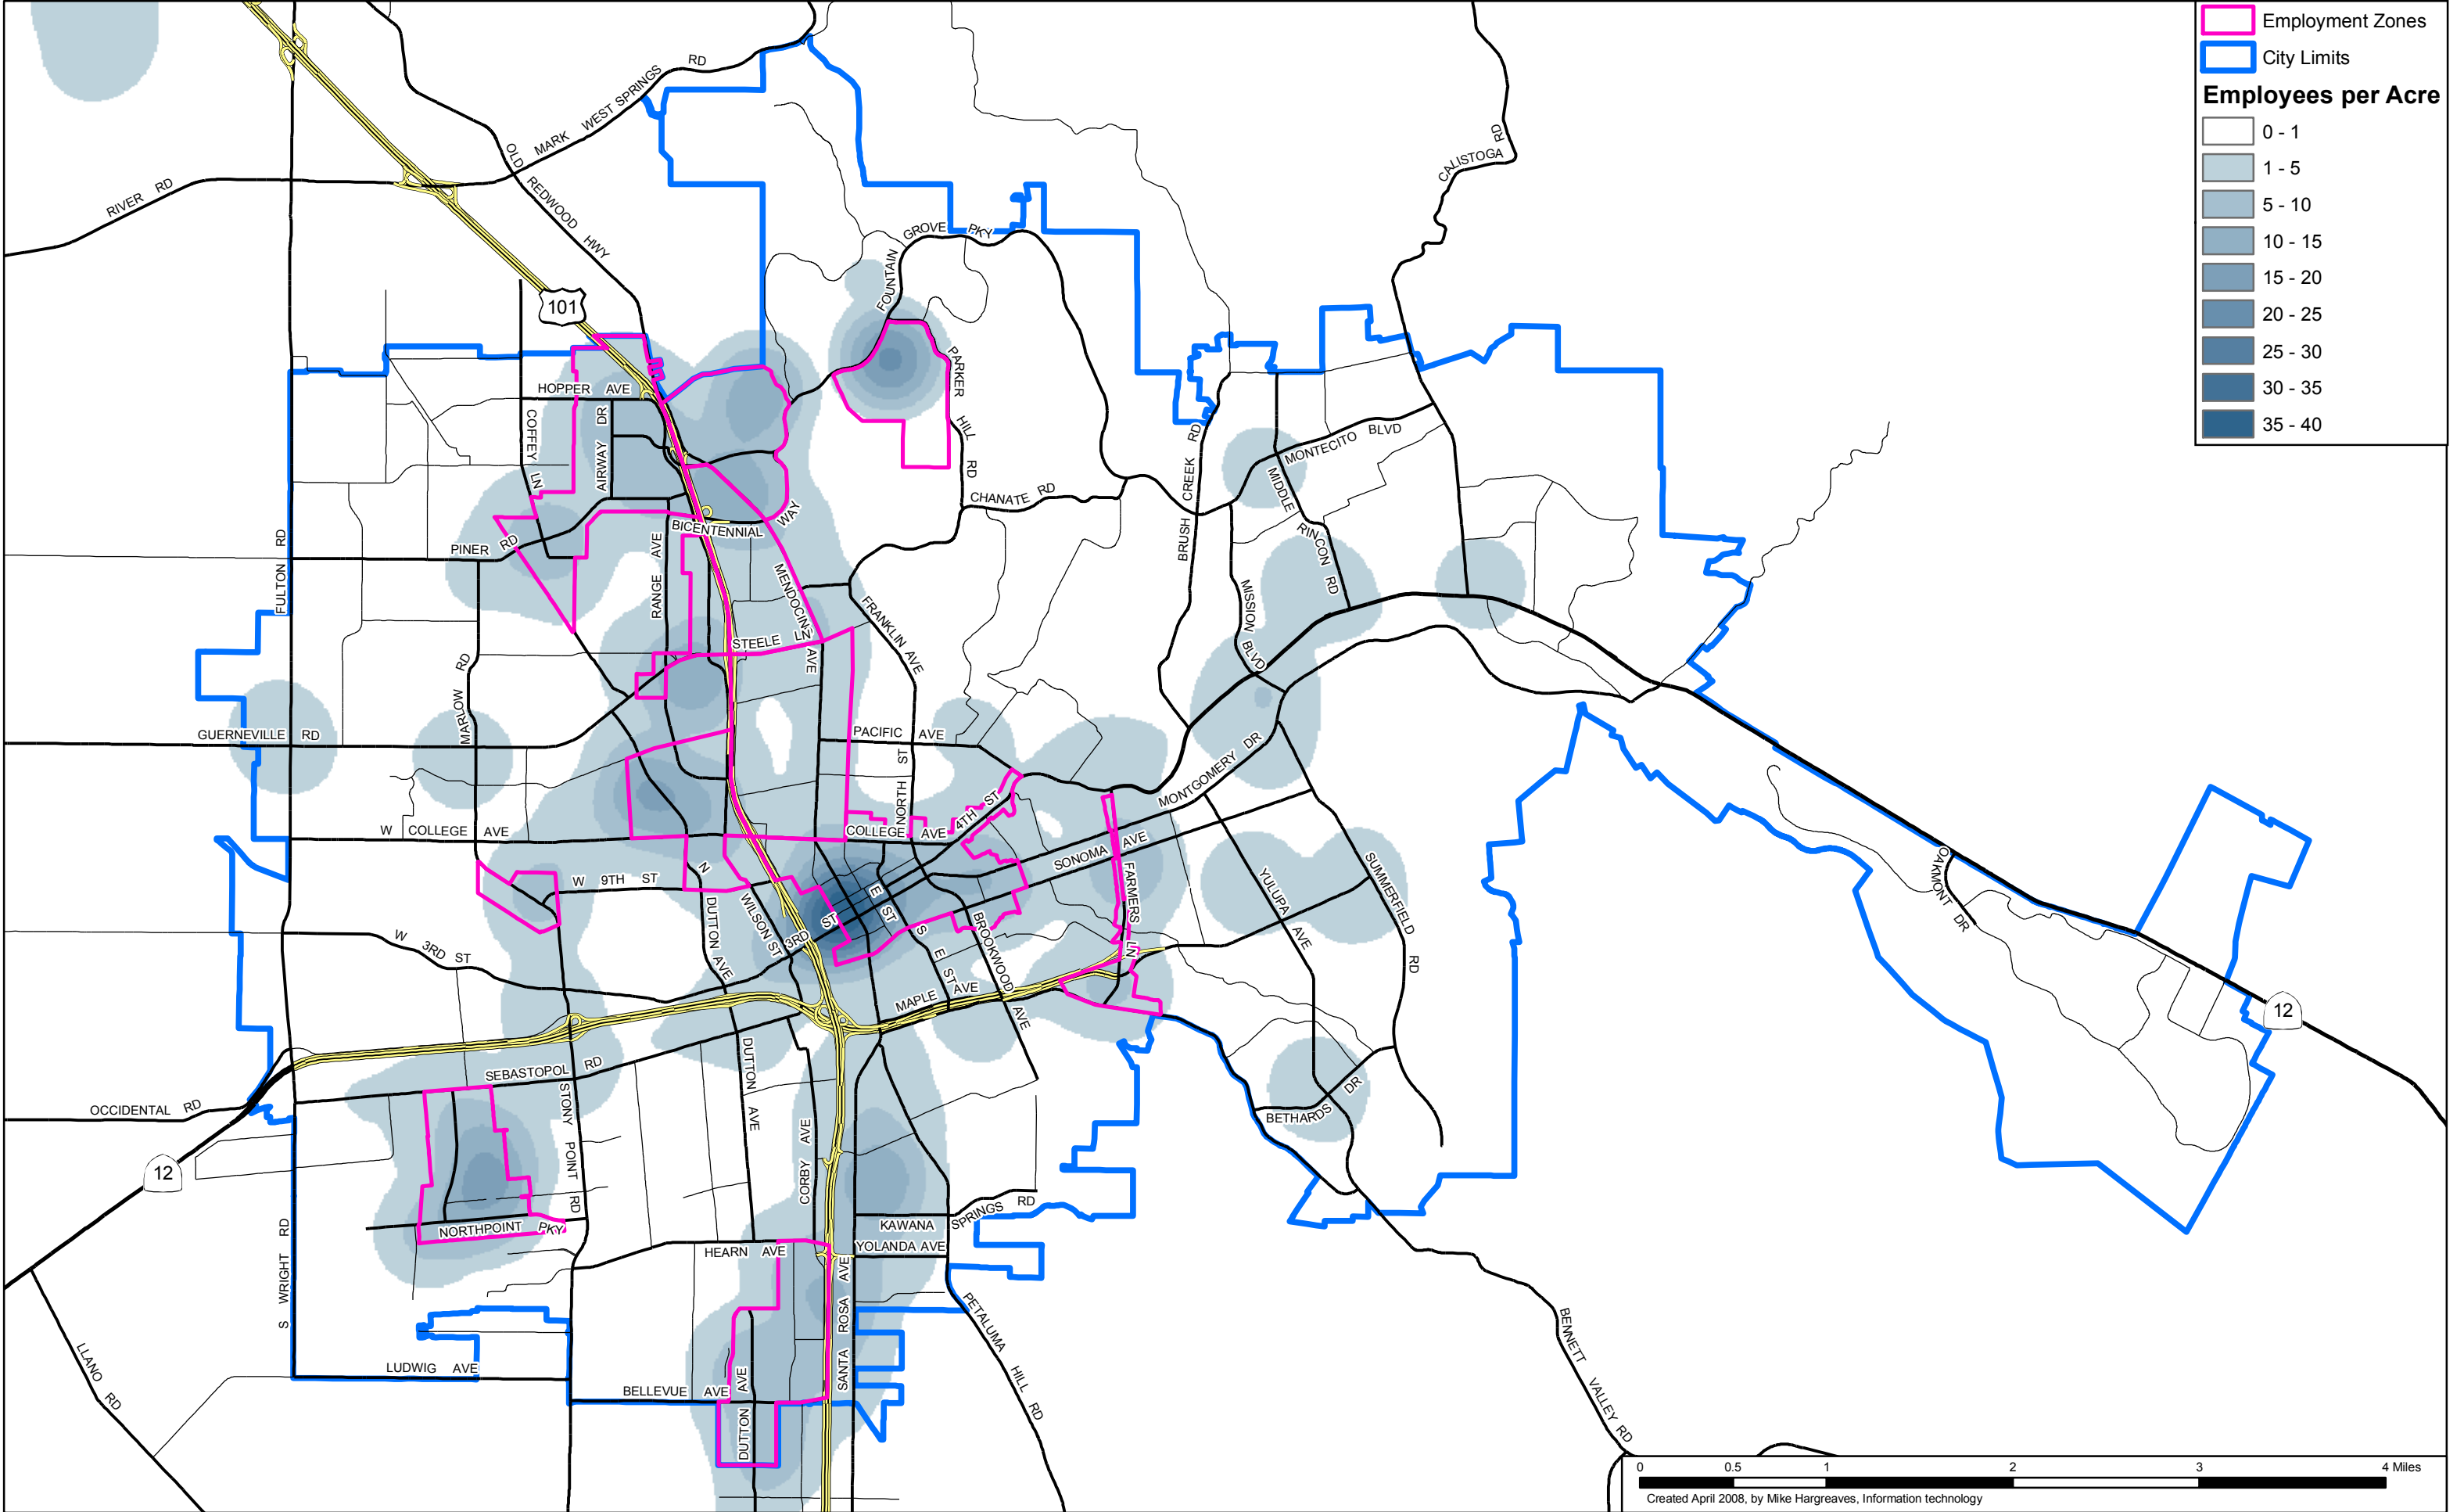 Employment Zones
City Limits
Employees per Acre
0 - 1
1 - 5
5 - 10
10 - 15
15 - 20
20 - 25
25 - 30
30 - 35
35 - 40
MARK WEST SPRINGS RD
OLD REDWOOD HWY
RIVER RD
CALISTOGA RD
FOUNTAIN GROVE PKY
101
PARKER HILL RD
HOPPER AVE
COFFEY LN
AIRWAY DR
MONTECITO BLVD
BRUSH CREEK RD
MIDDLE RINCON RD
CHANATE RD
BICENTENNIAL WAY
PINER RD
FULTON RD
RANGE AVE
MENDOCINO AVE
FRANKLIN AVE
MISSION BLVD
STEELE LN
MARLOW RD
GUERNEVILLE RD
PACIFIC AVE
NORTH ST
MONTGOMERY DR
W COLLEGE AVE
COLLEGE AVE
4TH ST
SONOMA AVE
FARMERS LN
YULUPA AVE
SUMMERFIELD RD
OAKMONT DR
W 9TH ST
N DUTTON AVE
WILSON ST
3RD ST
E ST
S E ST
BROOKWOOD AVE
W 3RD ST
MAPLE AVE
12
SEBASTOPOL RD
DUTTON AVE
STONY POINT RD
CORBY AVE
BETHARDS DR
OCCIDENTAL RD
12
NORTHPOINT PKY
KAWANA SPRINGS RD
YOLANDA AVE
HEARN AVE
S WRIGHT RD
SANTA ROSA AVE
PETALUMA HILL RD
BENNETT VALLEY RD
LLANO RD
LUDWIG AVE
BELLEVUE AVE
DUTTON AVE
0 0.5 1 2 3 4 Miles
Created April 2008, by Mike Hargreaves, Information technology